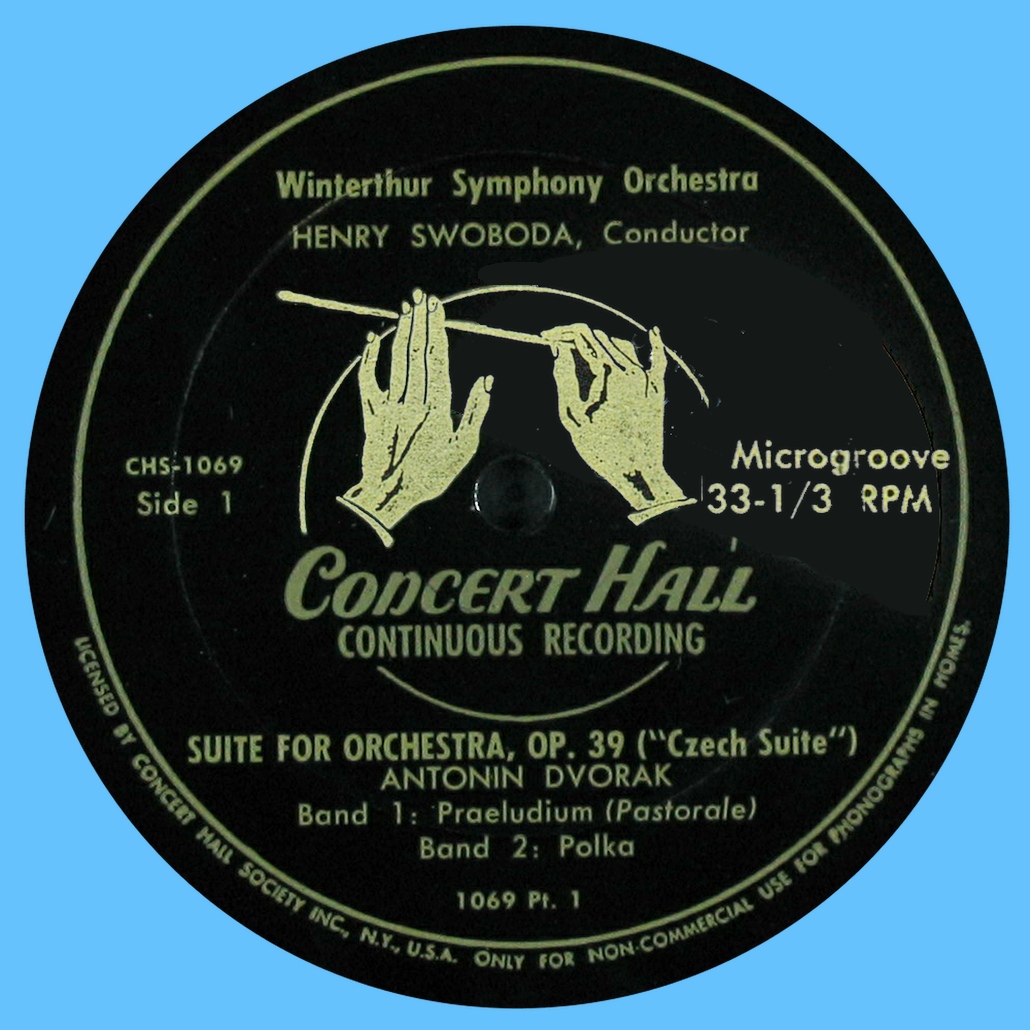 Winterthur Symphony Orchestra
HENRY SWOBODA, Conductor
CHS-1069
Side 1
Microgroove
33-1/3 RPM
CONCERT HALL
CONTINUOUS RECORDING
SUITE FOR ORCHESTRA, OP. 39 ("Czech Suite")
ANTONIN DVORAK
Band 1: Praeludium (Pastorale)
Band 2: Polka
1069 Pt. 1
LICENSED BY CONCERT HALL SOCIETY INC., N.Y., U.S.A. ONLY FOR NON-COMMERCIAL USE FOR PHONOGRAPHS IN HOMES.